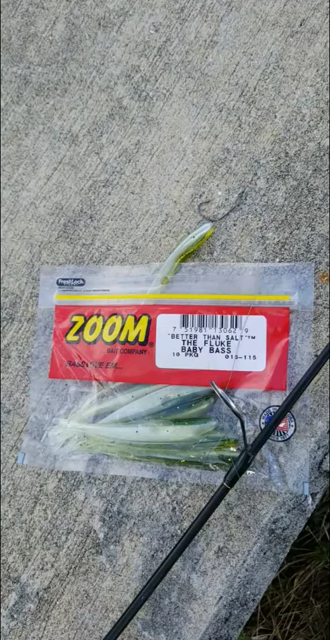 FreshLock
ZOOM
BAIT COMPANY
7 51981 15062 9
"BETTER THAN SALT"™
THE FLUKE
BABY BASS
10 PKG 015-115